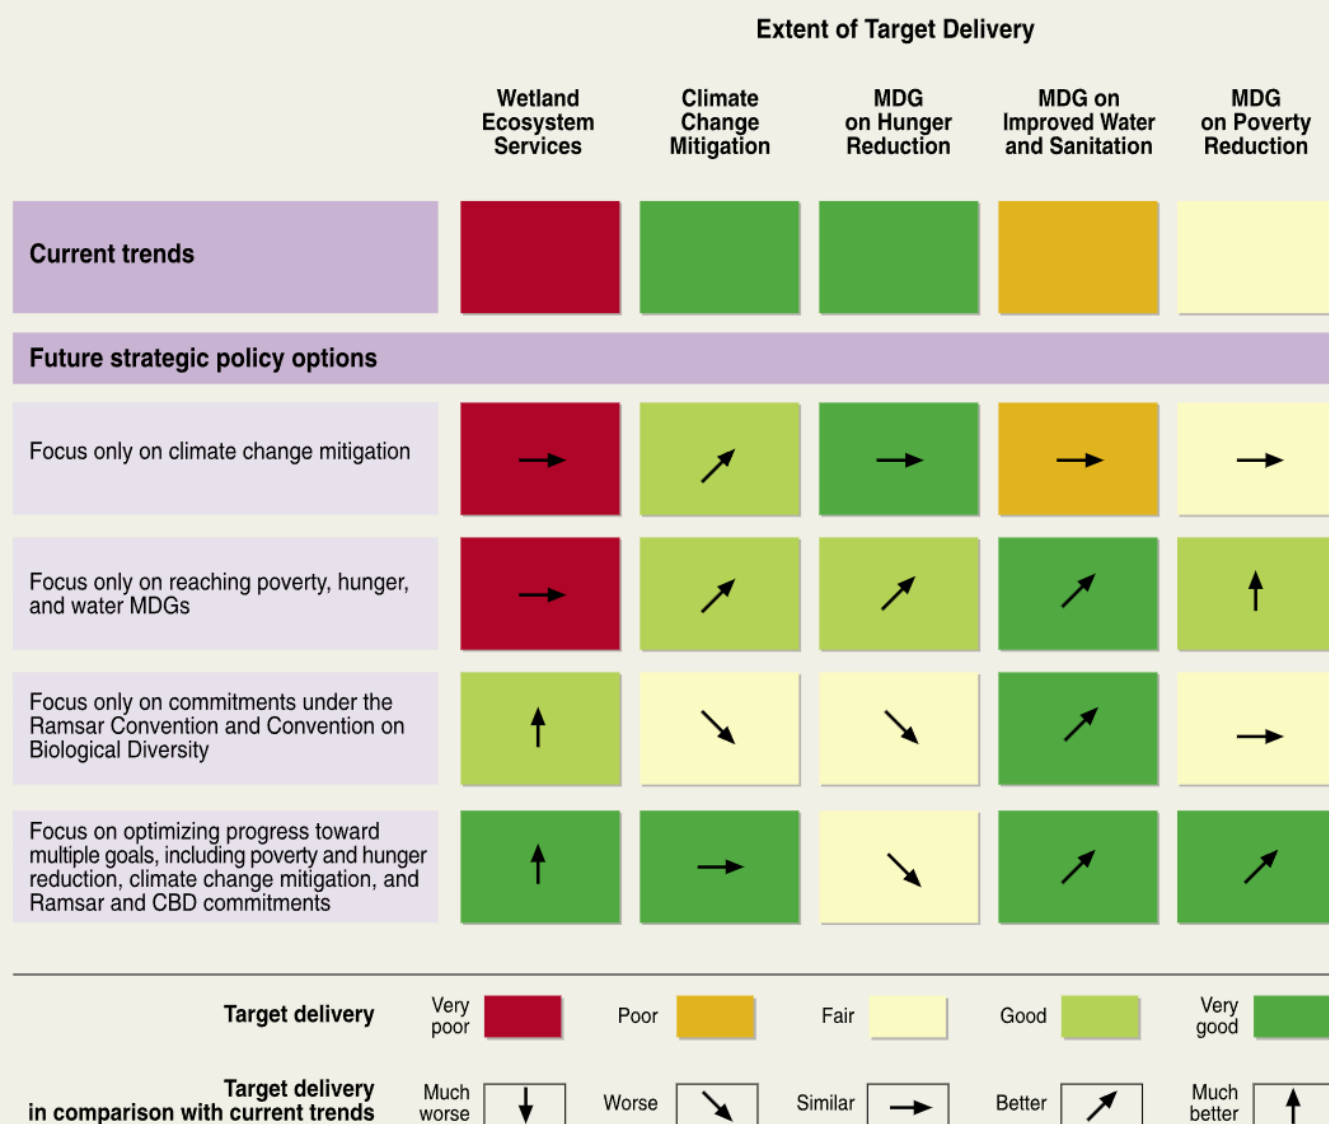 Extent of Target Delivery
Wetland
Ecosystem
Services
Climate
Change
Mitigation
MDG
on Hunger
Reduction
MDG on
Improved Water
and Sanitation
MDG
on Poverty
Reduction
Current trends
Future strategic policy options
Focus only on climate change mitigation
Focus only on reaching poverty, hunger,
and water MDGs
Focus only on commitments under the
Ramsar Convention and Convention on
Biological Diversity
Focus on optimizing progress toward
multiple goals, including poverty and hunger
reduction, climate change mitigation, and
Ramsar and CBD commitments
Target delivery
Very
poor
Poor
Fair
Good
Very
good
Target delivery
in comparison with current trends
Much
worse
Worse
Similar
Better
Much
better